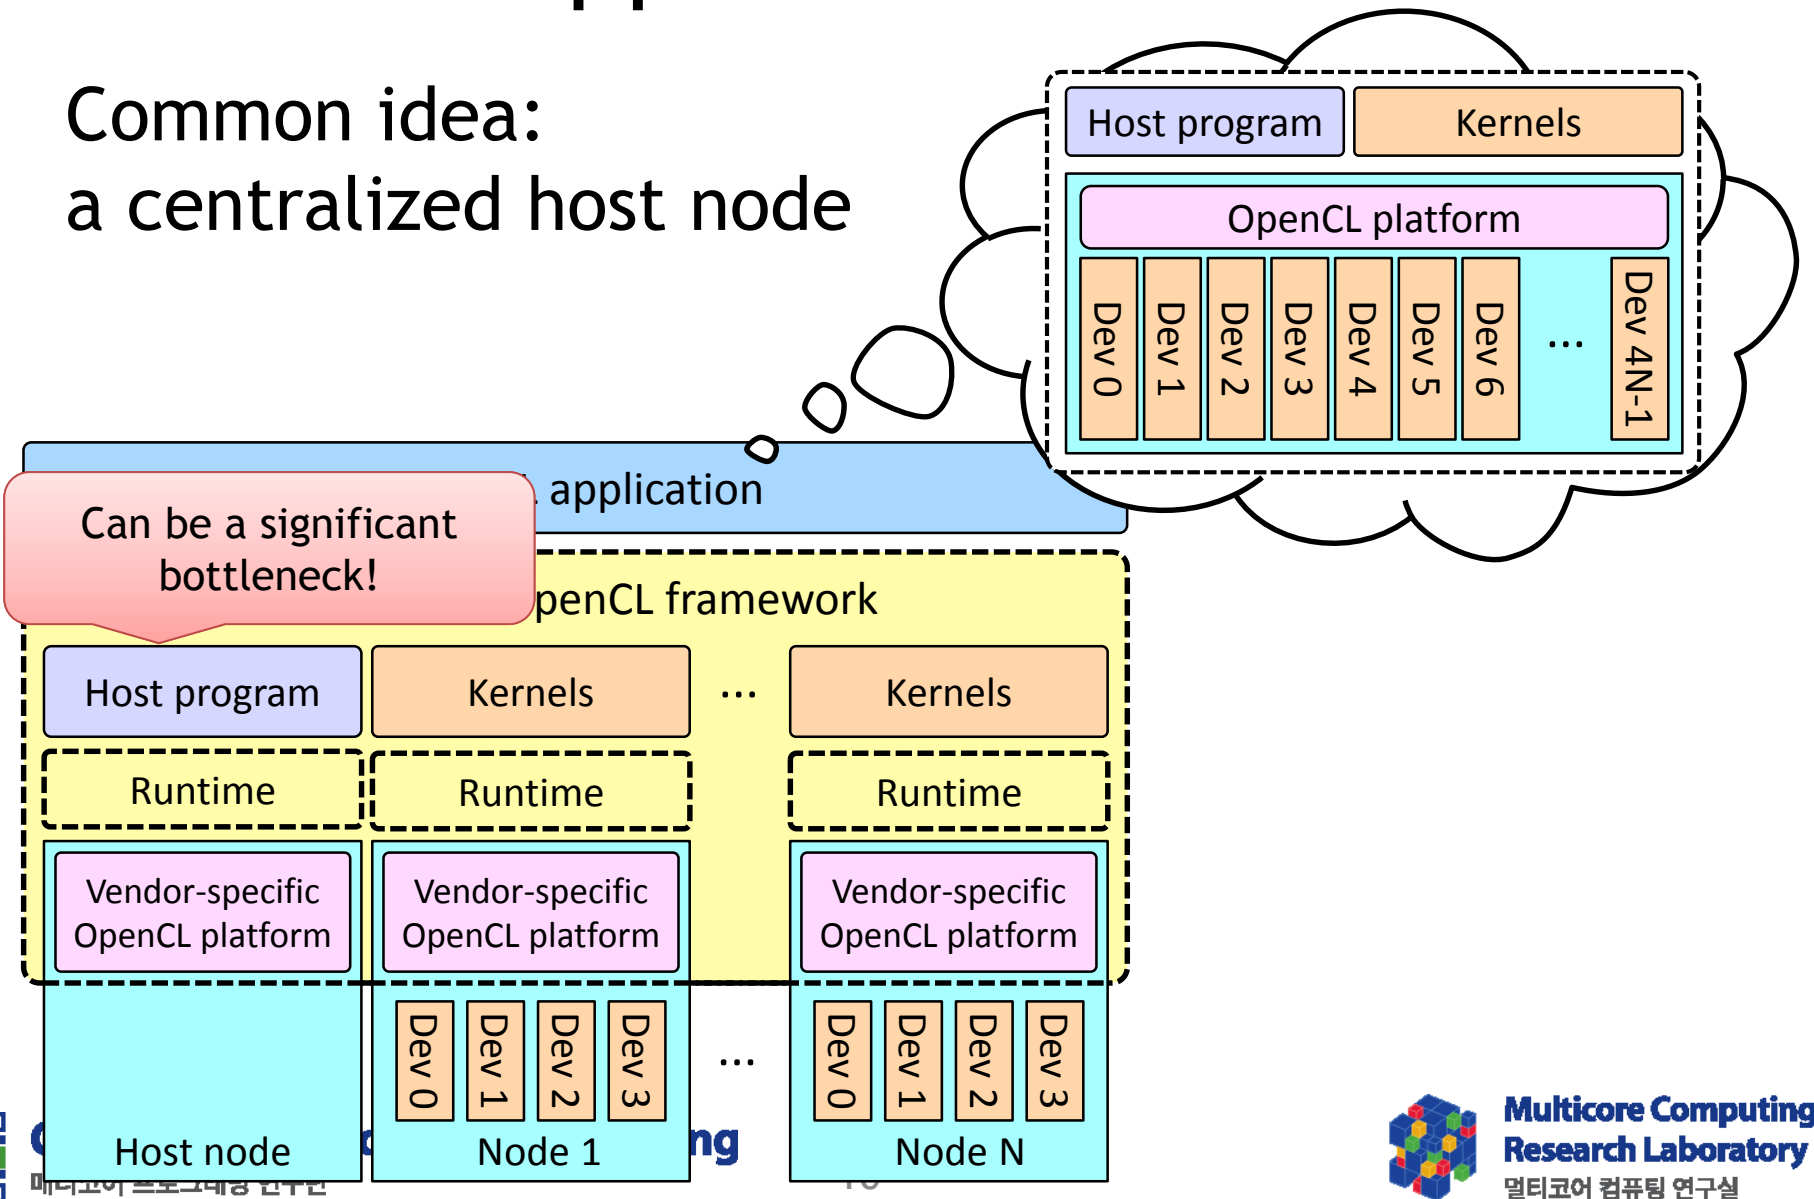 Common idea:
a centralized host node
Host program
Kernels
OpenCL platform
Dev 0
Dev 1
Dev 2
Dev 3
Dev 4
Dev 5
Dev 6
...
Dev 4N-1
application
Can be a significant
bottleneck!
penCL framework
Host program
Kernels
...
Kernels
Runtime
Runtime
Runtime
Vendor-specific
OpenCL platform
Vendor-specific
OpenCL platform
Vendor-specific
OpenCL platform
Dev 0
Dev 1
Dev 2
Dev 3
...
Dev 0
Dev 1
Dev 2
Dev 3
Host node
Node 1
Node N
ng
Multicore Computing
Research Laboratory
멀티코어 컴퓨팅 연구실